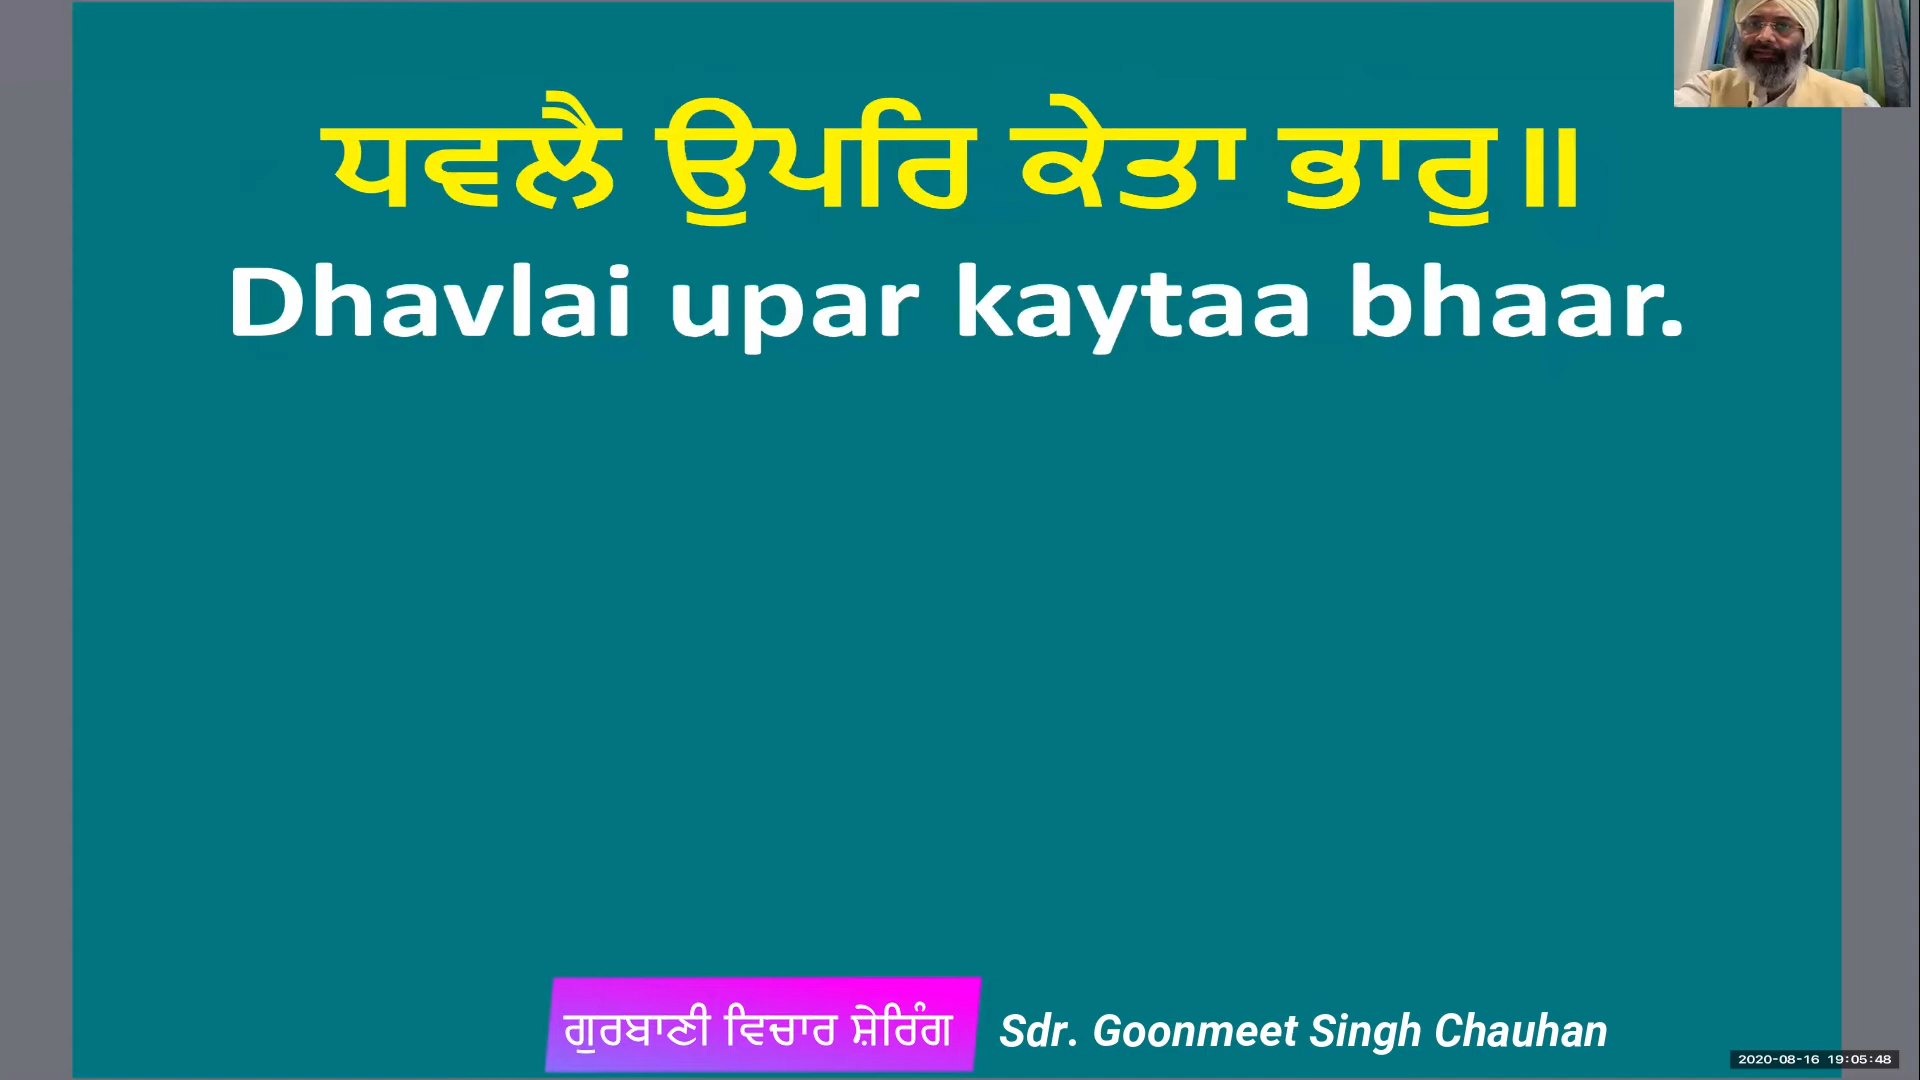 ਧਵਲੈ ਉਪਰਿ ਕੇਤਾ ਭਾਰੁ॥
Dhavlai upar kaytaa bhaar.
ਗੁਰਬਾਣੀ ਵਿਚਾਰ ਸ਼ੇਰਿੰਗ Sdr. Goonmeet Singh Chauhan
2020-08-16 19:05:48